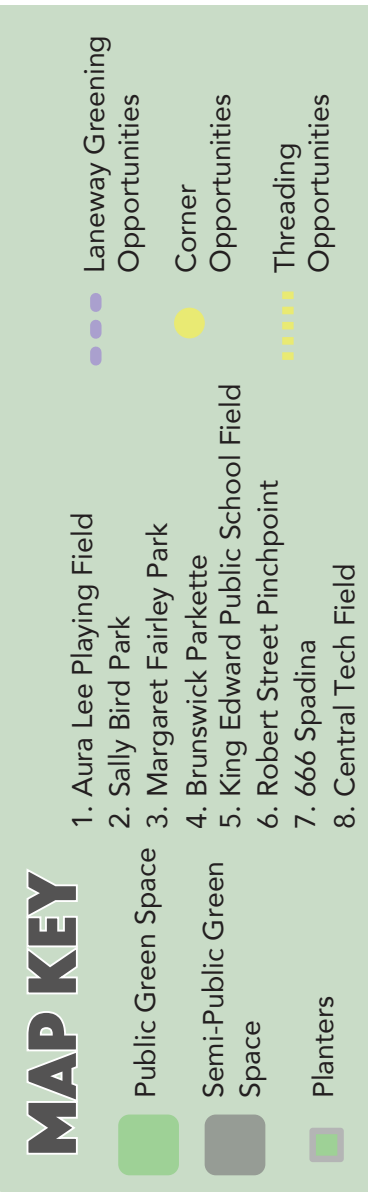 MAP KEY
Public Green Space
Semi-Public Green
Space
Planters
1. Aura Lee Playing Field
2. Sally Bird Park
3. Margaret Fairley Park
4. Brunswick Parkette
5. King Edward Public School Field
6. Robert Street Pinchpoint
7. 666 Spadina
8. Central Tech Field
Laneway Greening
Opportunities
Corner
Opportunities
Threading
Opportunities